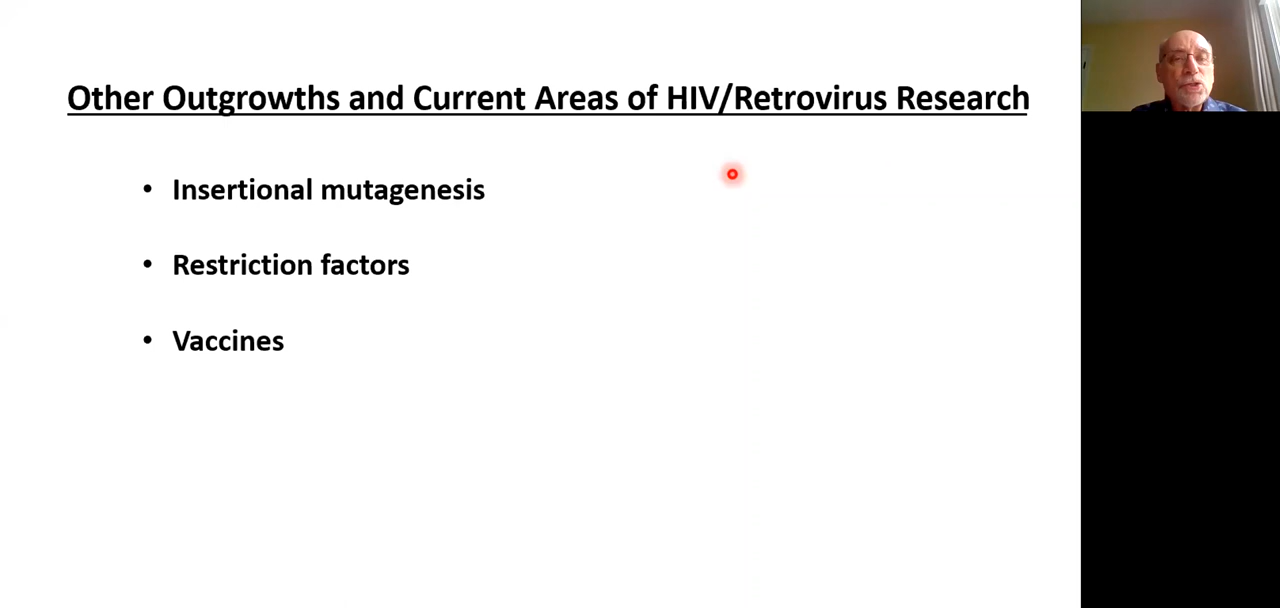 Other Outgrowths and Current Areas of HIV/Retrovirus Research
• Insertional mutagenesis
• Restriction factors
• Vaccines